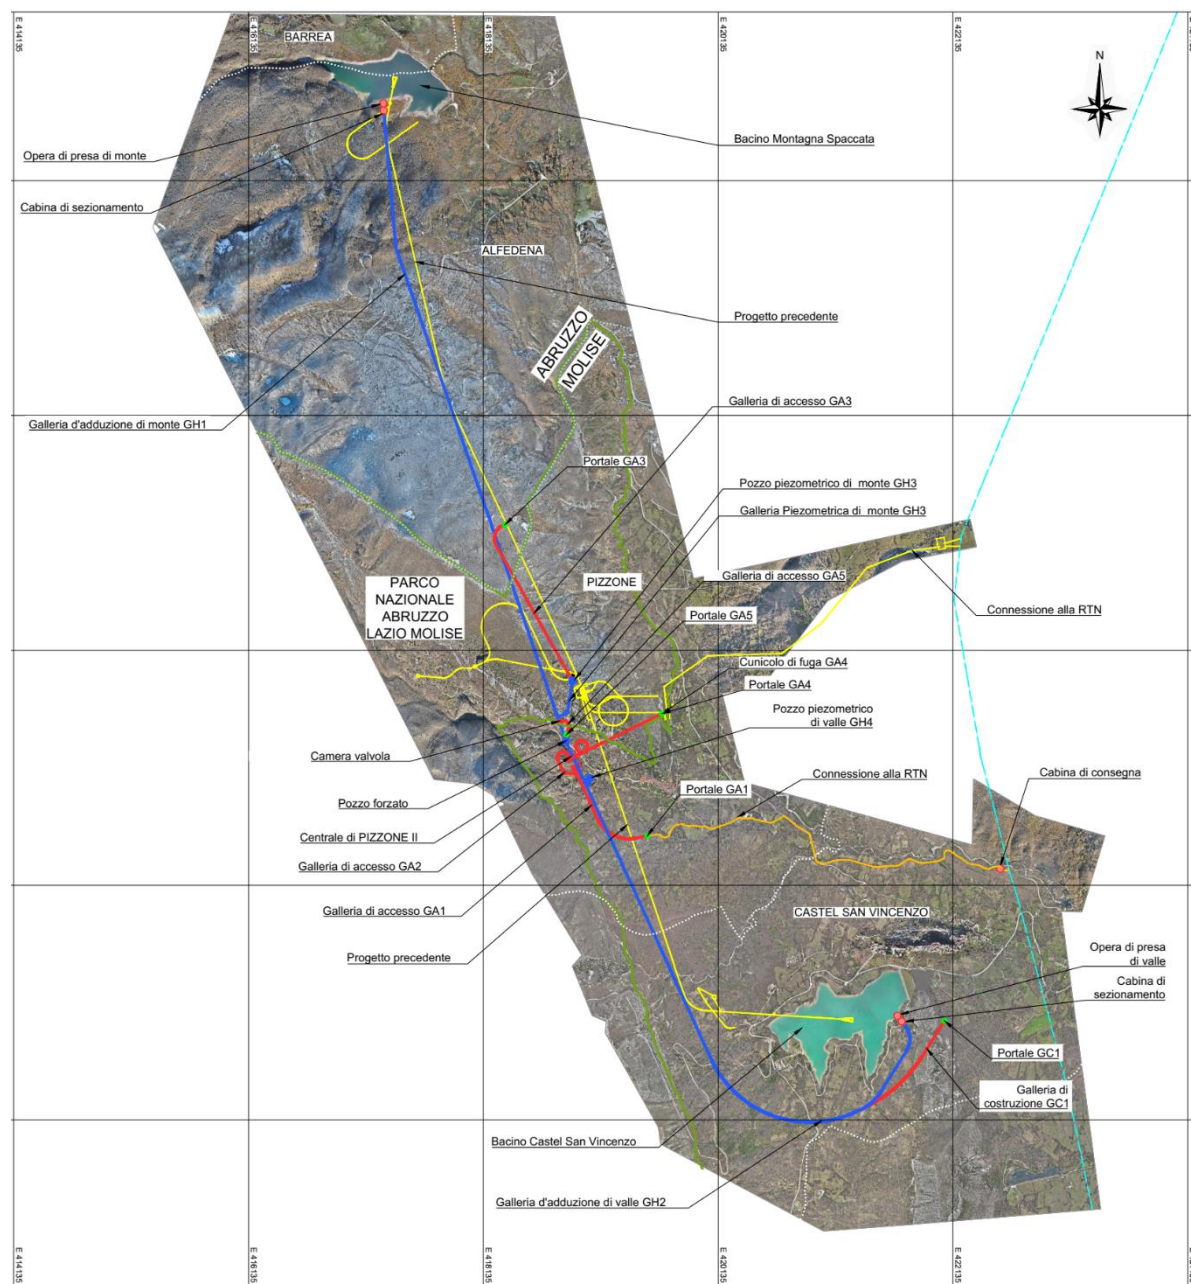 E 414135
E 416135
E 418135
E 420135
E 422135
BARREA
N
Bacino Montagna Spaccata
Opera di presa di monte
Cabina di sezionamento
ALFEDENA
Progetto precedente
ABRUZZO
MOLISE
Galleria di accesso GA3
Galleria d'adduzione di monte GH1
Portale GA3
Pozzo piezometrico di monte GH3
Galleria Piezometrica di monte GH3
PARCO
NAZIONALE
ABRUZZO
LAZIO MOLISE
PIZZONE
Galleria di accesso GA5
Portale GA5
Connessione alla RTN
Cunicolo di fuga GA4
Portale GA4
Pozzo piezometrico
di valle GH4
Camera valvola
Connessione alla RTN
Cabina di consegna
Portale GA1
Pozzo forzato
Centrale di PIZZONE II
Galleria di accesso GA2
Galleria di accesso GA1
CASTEL SAN VINCENZO
Opera di presa
di valle
Progetto precedente
Cabina di
sezionamento
Portale GC1
Galleria di
costruzione GC1
Bacino Castel San Vincenzo
Galleria d'adduzione di valle GH2
E 414135
E 416135
E 418135
E 420135
E 422135